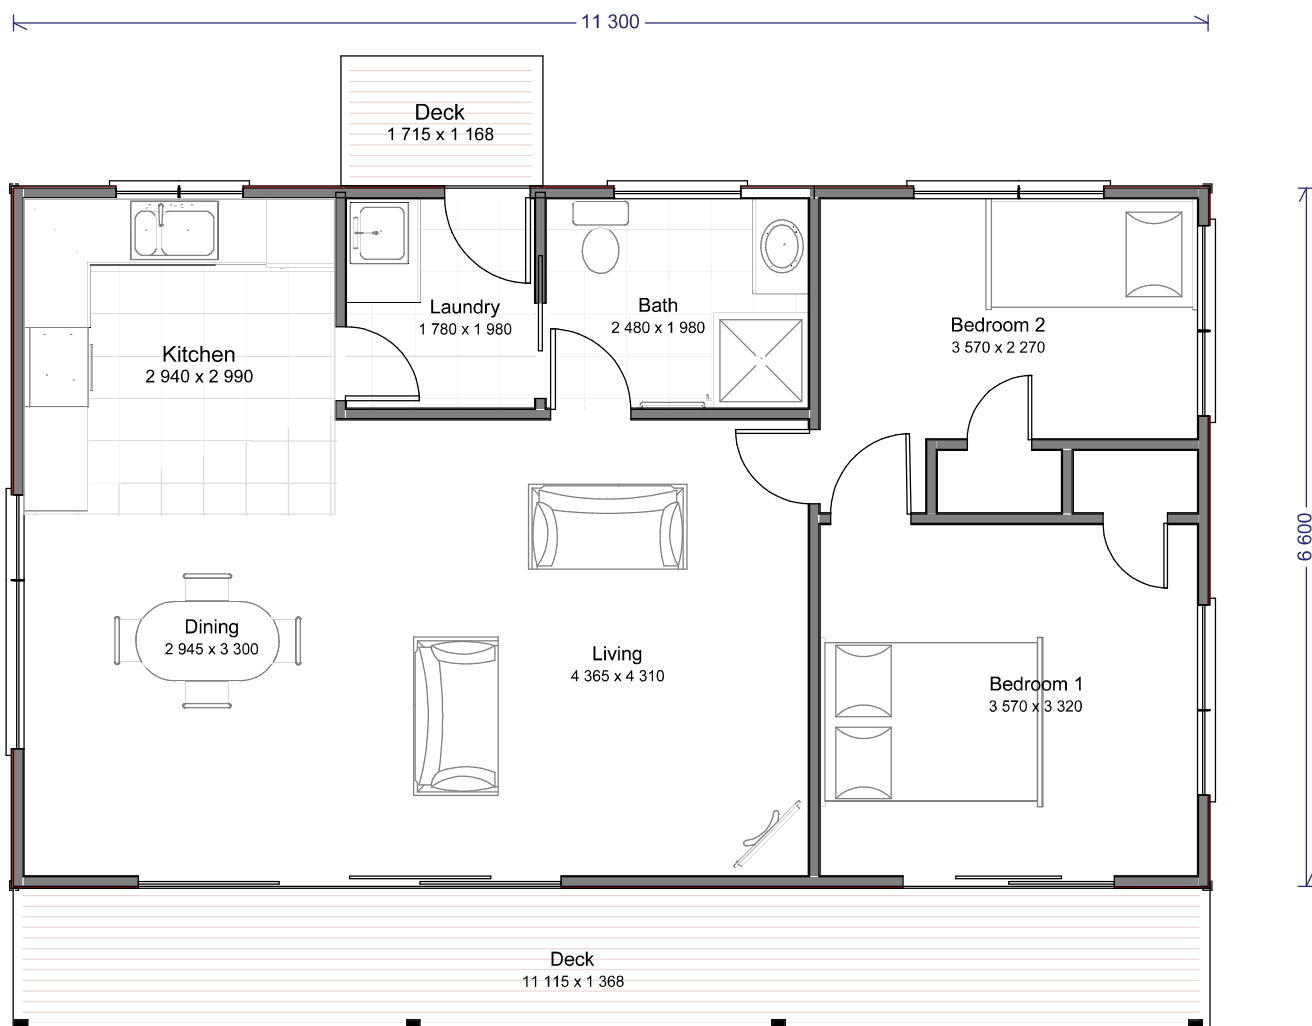 11 300
Deck
1 715 x 1 168
Laundry
1 780 x 1 980
Bath
2 480 x 1 980
Bedroom 2
3 570 x 2 270
Kitchen
2 940 x 2 990
6 600
Dining
2 945 x 3 300
Living
4 365 x 4 310
Bedroom 1
3 570 x 3 320
Deck
11 115 x 1 368